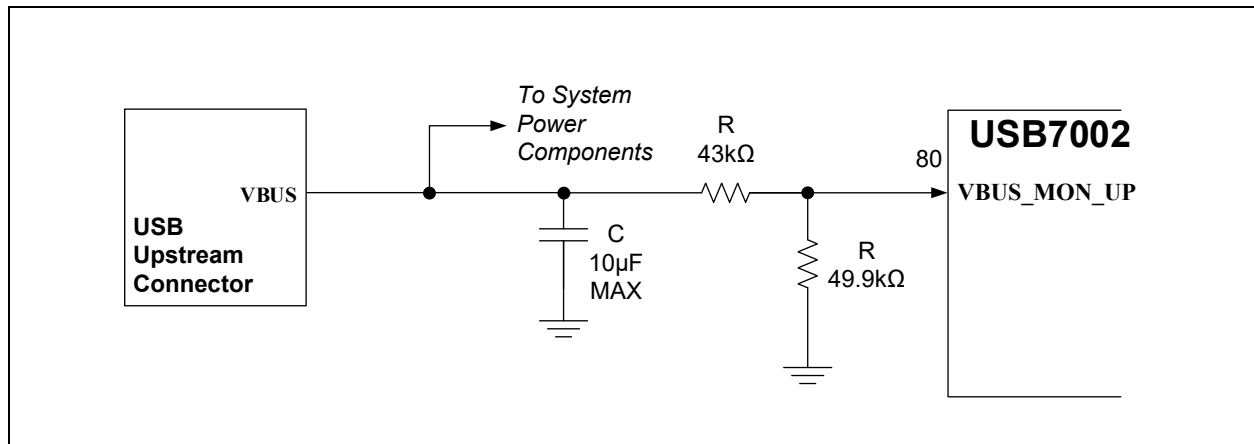 To System
Power
Components
R
43kΩ
80
USB7002
VBUS
VBUS_MON_UP
USB
Upstream
Connector
C
10µF
MAX
R
49.9kΩ